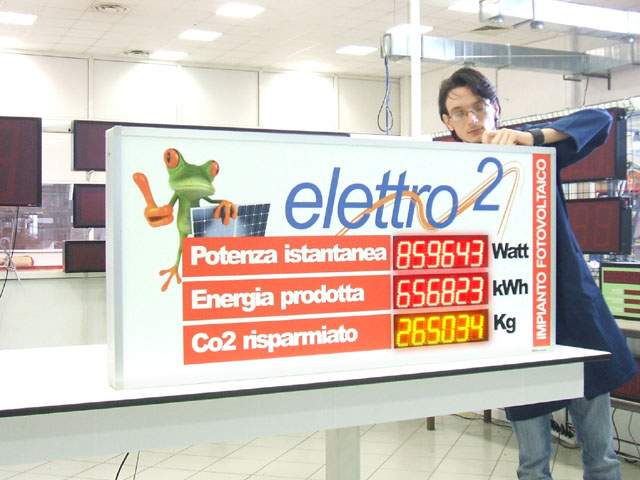 elettro 2
Potenza istantanea 859643 Watt
Energia prodotta 656823 kWh
Co2 risparmiato 265034 Kg
IMPIANTO FOTOVOLTAICO